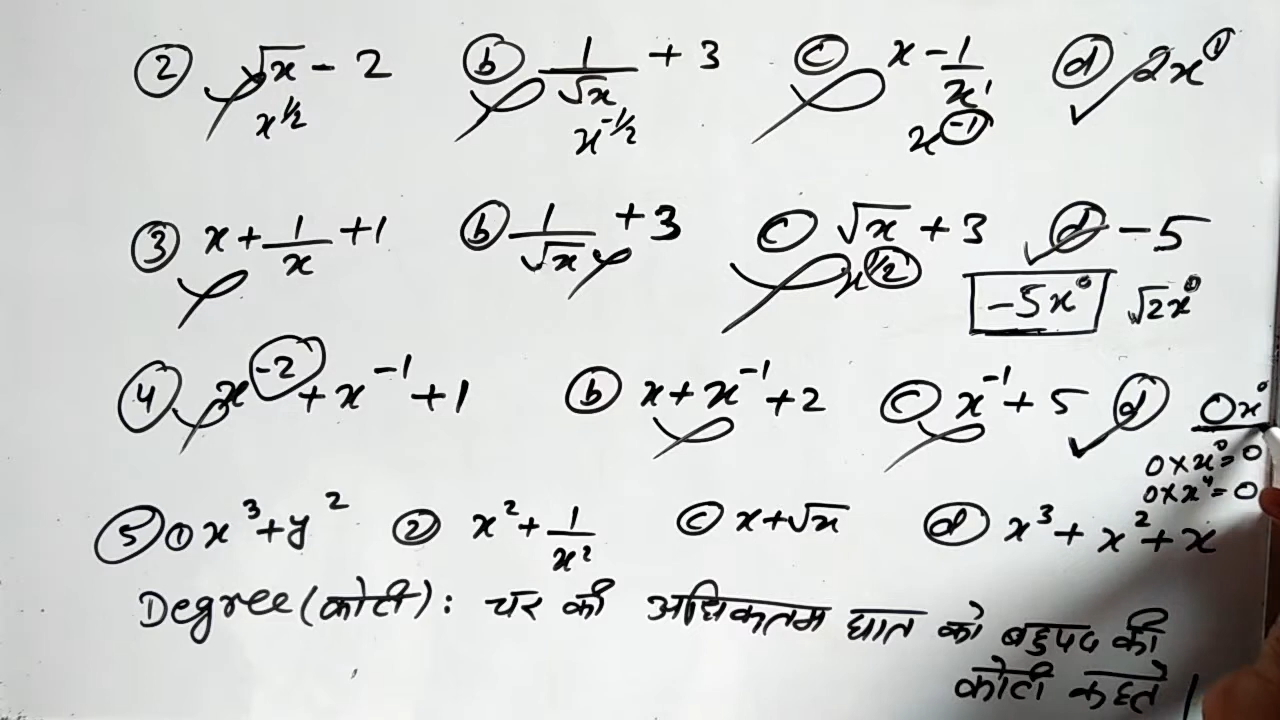 ② √x - 2 ⓑ 1/√x + 3 ⓒ x - 1/x¹ ⓓ 2x¹
x^1/2 x^-1/2 x^-1
③ x + 1/x + 1 ⓑ 1/√x + 3 ⓒ √x + 3 ⓓ -5
x^1/2 -5x⁰ √2x⁰
④ x⁻² + x⁻¹ + 1 ⓑ x + x⁻¹ + 2 ⓒ x⁻¹ + 5 ⓓ 0x⁰
0 × x⁰ = 0
0 × x⁴ = 0
⑤ ① x³ + y² ② x² + 1/x² ⓒ x + √x ⓓ x³ + x² + x
Degree (कोटी) : चर की अधिकतम घात को बहुपद की
कोटी कहते |